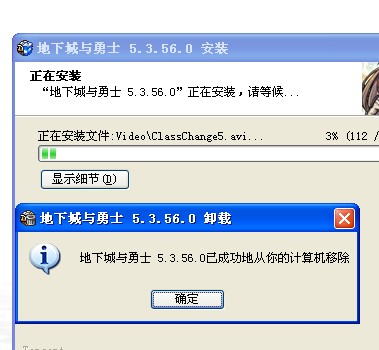 地下城与勇士 5.3.56.0 安装
正在安装
“地下城与勇士 5.3.56.0”正在安装，请等候...
正在安装文件:Video\ClassChange5.avi... 3% (112 /
显示细节(D)
地下城与勇士 5.3.56.0 卸载
地下城与勇士 5.3.56.0已成功地从你的计算机移除
确定